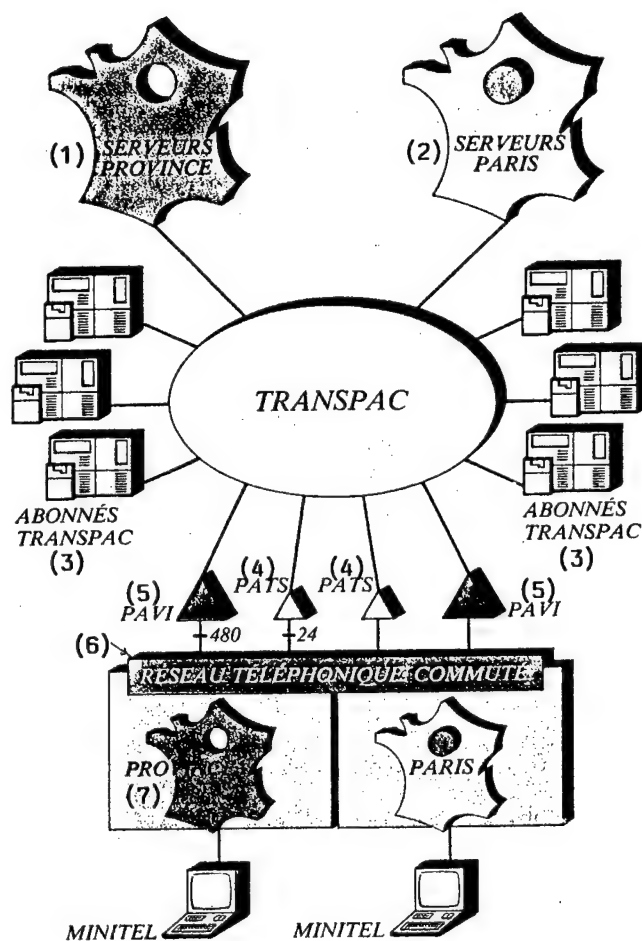 (1) SERVEURS
PROVINCE
(2) SERVEURS
PARIS
TRANSPAC
ABONNÉS
TRANSPAC
(3)
ABONNÉS
TRANSPAC
(3)
(5)
PAVI
(4)
PATS
(4)
PATS
(5)
PAVI
480
24
(6)
RÉSEAU TÉLÉPHONIQUE COMMUTÉ
(7)
PARIS
MINITEL
MINITEL